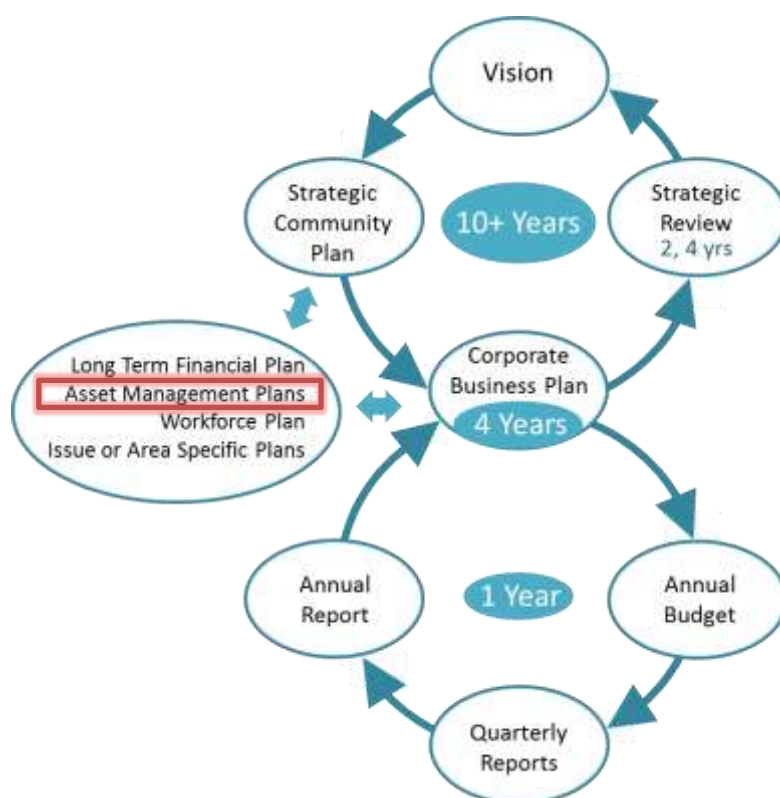 Vision
Strategic
Community
Plan
10+ Years
Strategic
Review
2, 4 yrs
Long Term Financial Plan
Asset Management Plans
Workforce Plan
Issue or Area Specific Plans
Corporate
Business Plan
4 Years
Annual
Report
1 Year
Annual
Budget
Quarterly
Reports